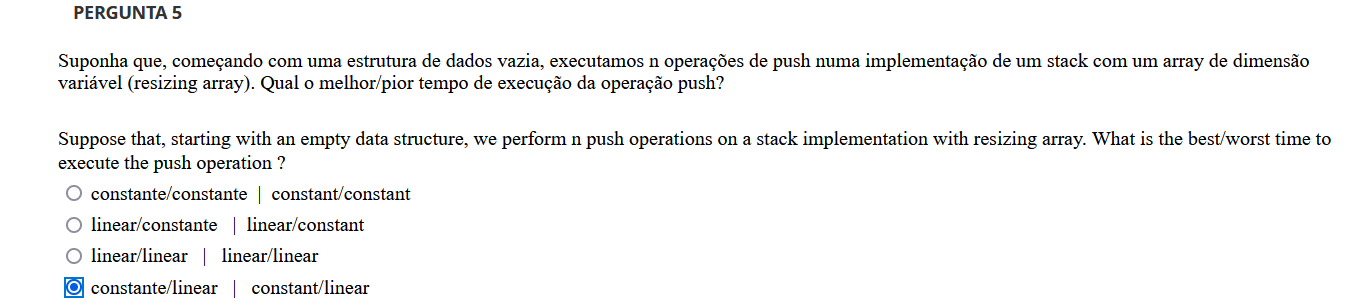 PERGUNTA 5
Suponha que, começando com uma estrutura de dados vazia, executamos n operações de push numa implementação de um stack com um array de dimensão
variável (resizing array). Qual o melhor/pior tempo de execução da operação push?
Suppose that, starting with an empty data structure, we perform n push operations on a stack implementation with resizing array. What is the best/worst time to
execute the push operation ?
constante/constante | constant/constant
linear/constante | linear/constant
linear/linear | linear/linear
constante/linear | constant/linear